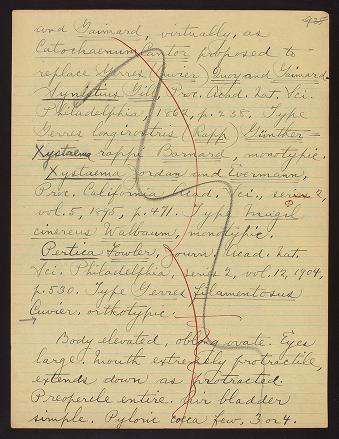 935
and Gaimard, virtually, as
Catochaenum Cantor proposed to
replace Gerres (Cuvier) Quoy and Gaimard
Synistius Gill, Proc. Acad. Nat. Sci.
Philadelphia, 1862, p. 238. Type
Gerres longirostris (Rapp) Günther =
Xystaema rappi Barnard, monotypic.
Xystaema Jordan and Evermann,
Proc. California Acad. Sci., series 2,
vol. 5, 1895, p. 471. Type Mugil
cinereus Walbaum, monotypic.
Pertica Fowler, Journ. Acad. Nat.
Sci. Philadelphia, series 2, vol. 12, 1904,
p. 530. Type Gerres filamentosus
Cuvier, orthotypic.
Body elevated, oblong ovate. Eyes
large. Mouth extremely protractile,
extends down as protracted.
Preopercle entire. Air bladder
simple. Pyloric coeca few, 3 or 4.